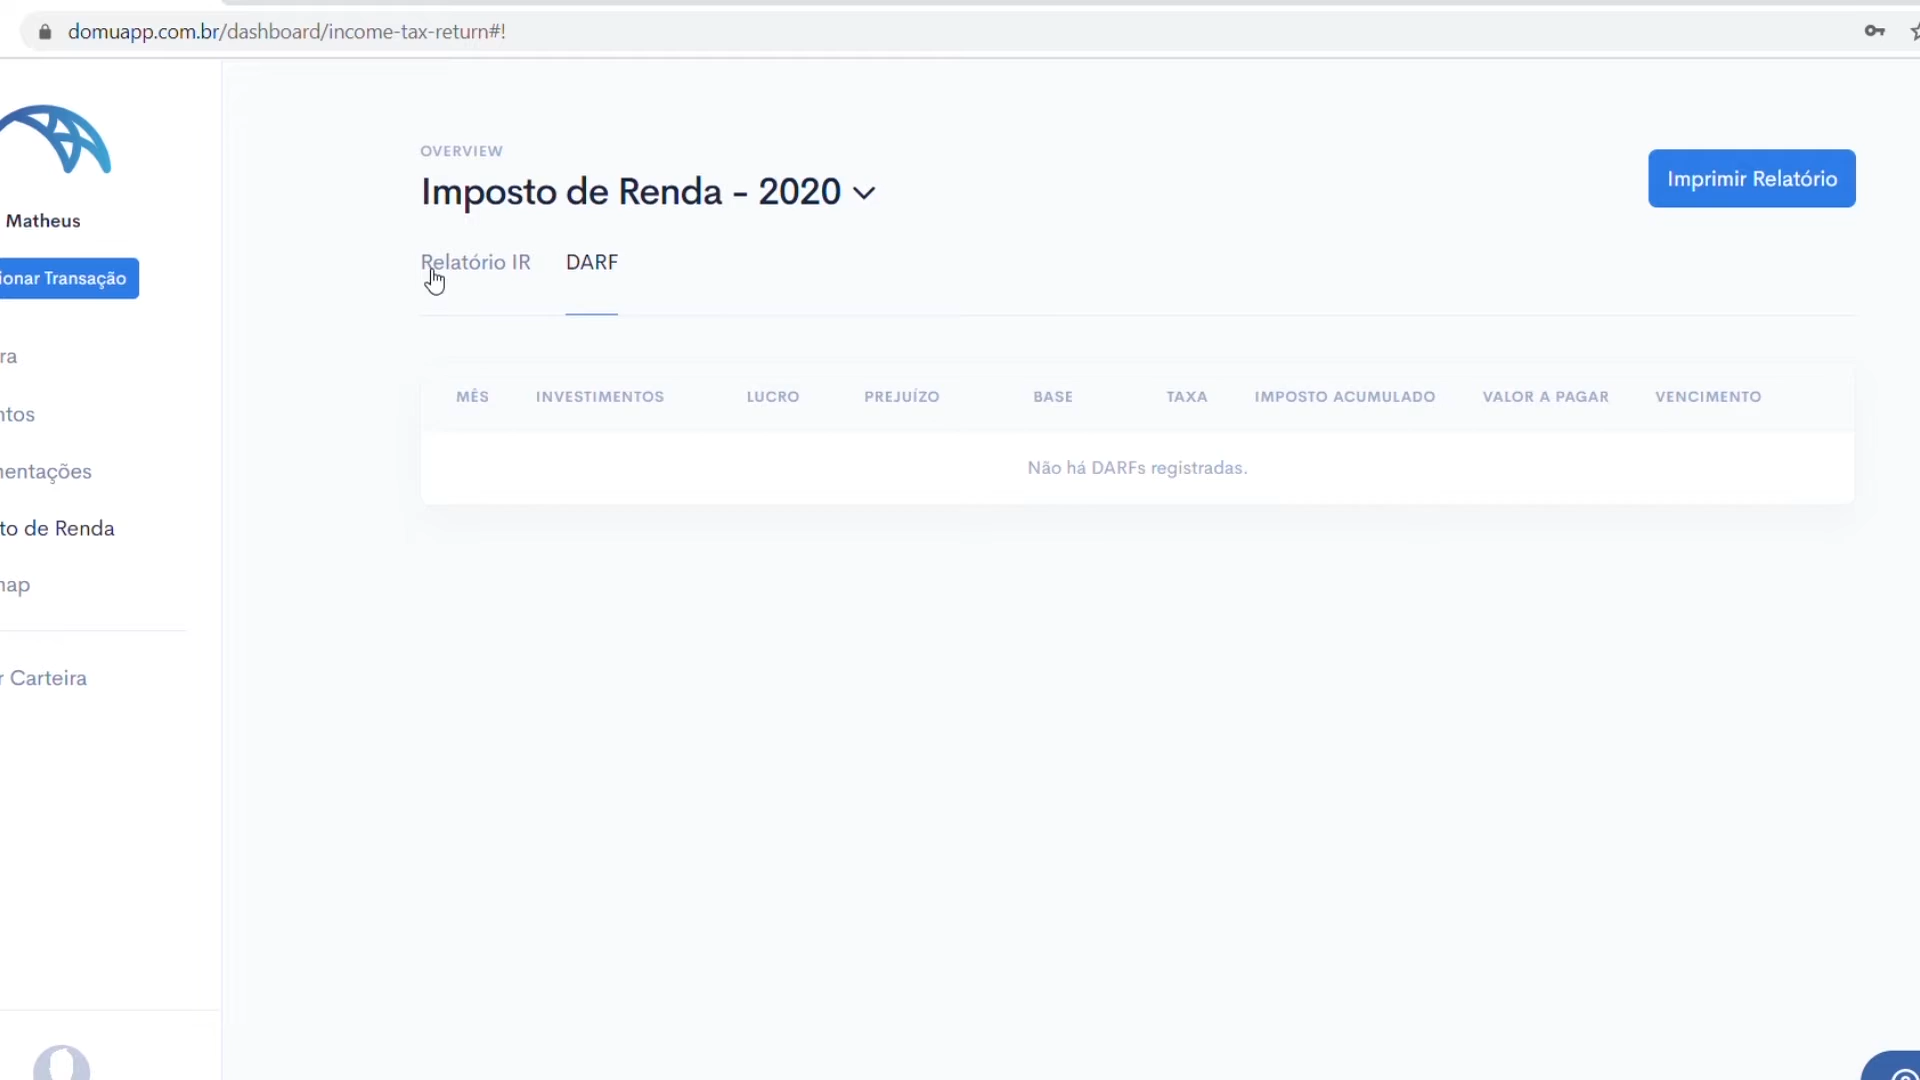 domuapp.com.br/dashboard/income-tax-return#!
Matheus
ionar Transação
ra
ntos
nentações
to de Renda
nap
r Carteira
OVERVIEW
Imposto de Renda - 2020
Imprimir Relatório
Relatório IR DARF
MÊS INVESTIMENTOS LUCRO PREJUÍZO BASE TAXA IMPOSTO ACUMULADO VALOR A PAGAR VENCIMENTO
Não há DARFs registradas.